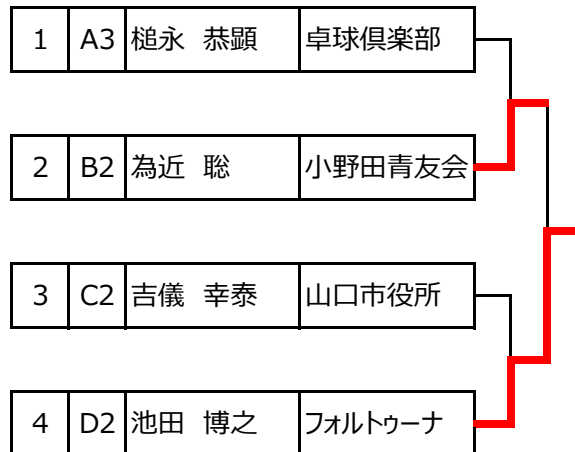 1 A3 槌永 恭顕 卓球倶楽部
2 B2 為近 聡 小野田青友会
3 C2 吉儀 幸泰 山口市役所
4 D2 池田 博之 フォルトゥーナ